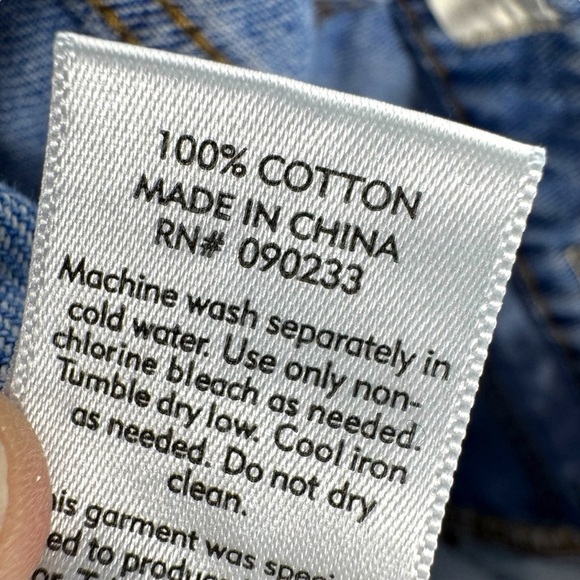 100% COTTON
MADE IN CHINA
RN# 090233
Machine wash separately in
cold water. Use only non-
chlorine bleach as needed.
Tumble dry low. Cool iron
as needed. Do not dry
clean.
garment was
to